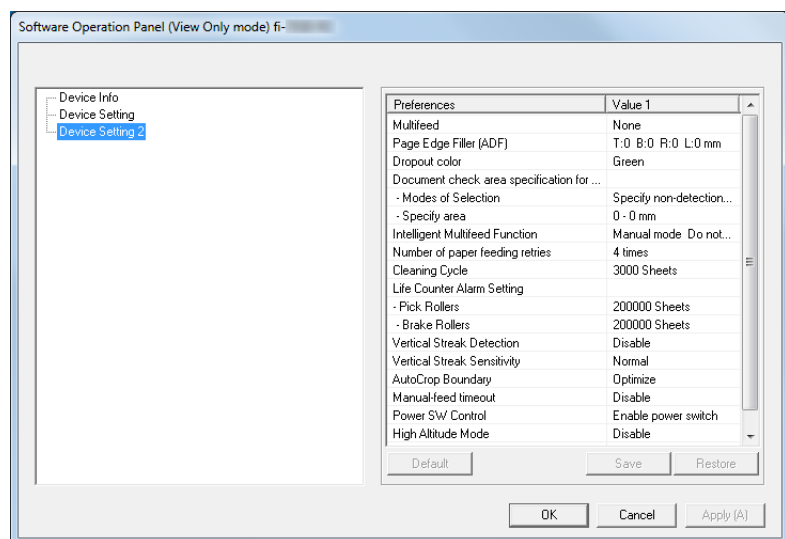 Software Operation Panel (View Only mode) fi-
Device Info
Device Setting
Device Setting 2
Preferences Value 1
Multifeed None
Page Edge Filler (ADF) T:0 B:0 R:0 L:0 mm
Dropout color Green
Document check area specification for ...
- Modes of Selection Specify non-detection...
- Specify area 0 - 0 mm
Intelligent Multifeed Function Manual mode Do not...
Number of paper feeding retries 4 times
Cleaning Cycle 3000 Sheets
Life Counter Alarm Setting
- Pick Rollers 200000 Sheets
- Brake Rollers 200000 Sheets
Vertical Streak Detection Disable
Vertical Streak Sensitivity Normal
AutoCrop Boundary Optimize
Manual-feed timeout Disable
Power SW Control Enable power switch
High Altitude Mode Disable
Default Save Restore
OK Cancel Apply (A)